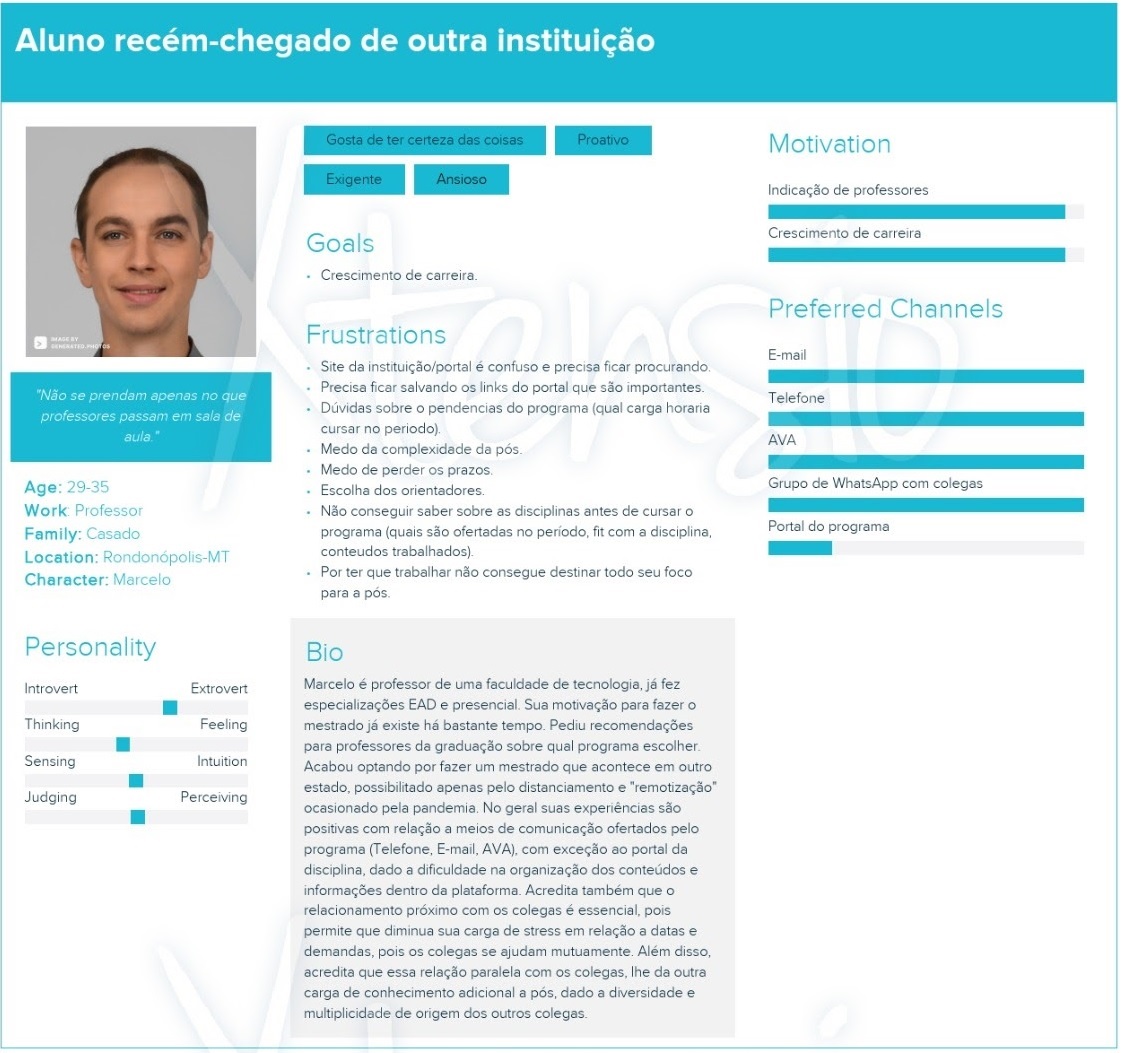 Aluno recém-chegado de outra instituição
IMAGE BY
GENERATED.PHOTOS
"Não se prendam apenas no que
professores passam em sala de
aula."
Age: 29-35
Work: Professor
Family: Casado
Location: Rondonópolis-MT
Character: Marcelo
Personality
Introvert Extrovert
Thinking Feeling
Sensing Intuition
Judging Perceiving
Gosta de ter certeza das coisas Proativo
Exigente Ansioso
Goals
• Crescimento de carreira.
Frustrations
• Site da instituição/portal é confuso e precisa ficar procurando.
• Precisa ficar salvando os links do portal que são importantes.
• Dúvidas sobre o pendencias do programa (qual carga horaria
cursar no periodo).
• Medo da complexidade da pós.
• Medo de perder os prazos.
• Escolha dos orientadores.
• Não conseguir saber sobre as disciplinas antes de cursar o
programa (quais são ofertadas no período, fit com a disciplina,
conteudos trabalhados).
• Por ter que trabalhar não consegue destinar todo seu foco
para a pós.
Bio
Marcelo é professor de uma faculdade de tecnologia, já fez
especializações EAD e presencial. Sua motivação para fazer o
mestrado já existe há bastante tempo. Pediu recomendações
para professores da graduação sobre qual programa escolher.
Acabou optando por fazer um mestrado que acontece em outro
estado, possibilitado apenas pelo distanciamento e "remotização"
ocasionado pela pandemia. No geral suas experiências são
positivas com relação a meios de comunicação ofertados pelo
programa (Telefone, E-mail, AVA), com exceção ao portal da
disciplina, dado a dificuldade na organização dos conteúdos e
informações dentro da plataforma. Acredita também que o
relacionamento próximo com os colegas é essencial, pois
permite que diminua sua carga de stress em relação a datas e
demandas, pois os colegas se ajudam mutuamente. Além disso,
acredita que essa relação paralela com os colegas, lhe da outra
carga de conhecimento adicional a pós, dado a diversidade e
multiplicidade de origem dos outros colegas.
Motivation
Indicação de professores
Crescimento de carreira
Preferred Channels
E-mail
Telefone
AVA
Grupo de WhatsApp com colegas
Portal do programa
Xtensio